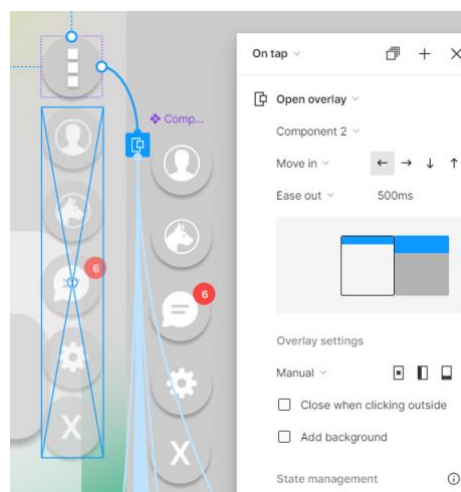 On tap
Open overlay
Comp...
Component 2
Move in
Ease out 500ms
6
6
Overlay settings
Manual
Close when clicking outside
X
X
Add background
State management